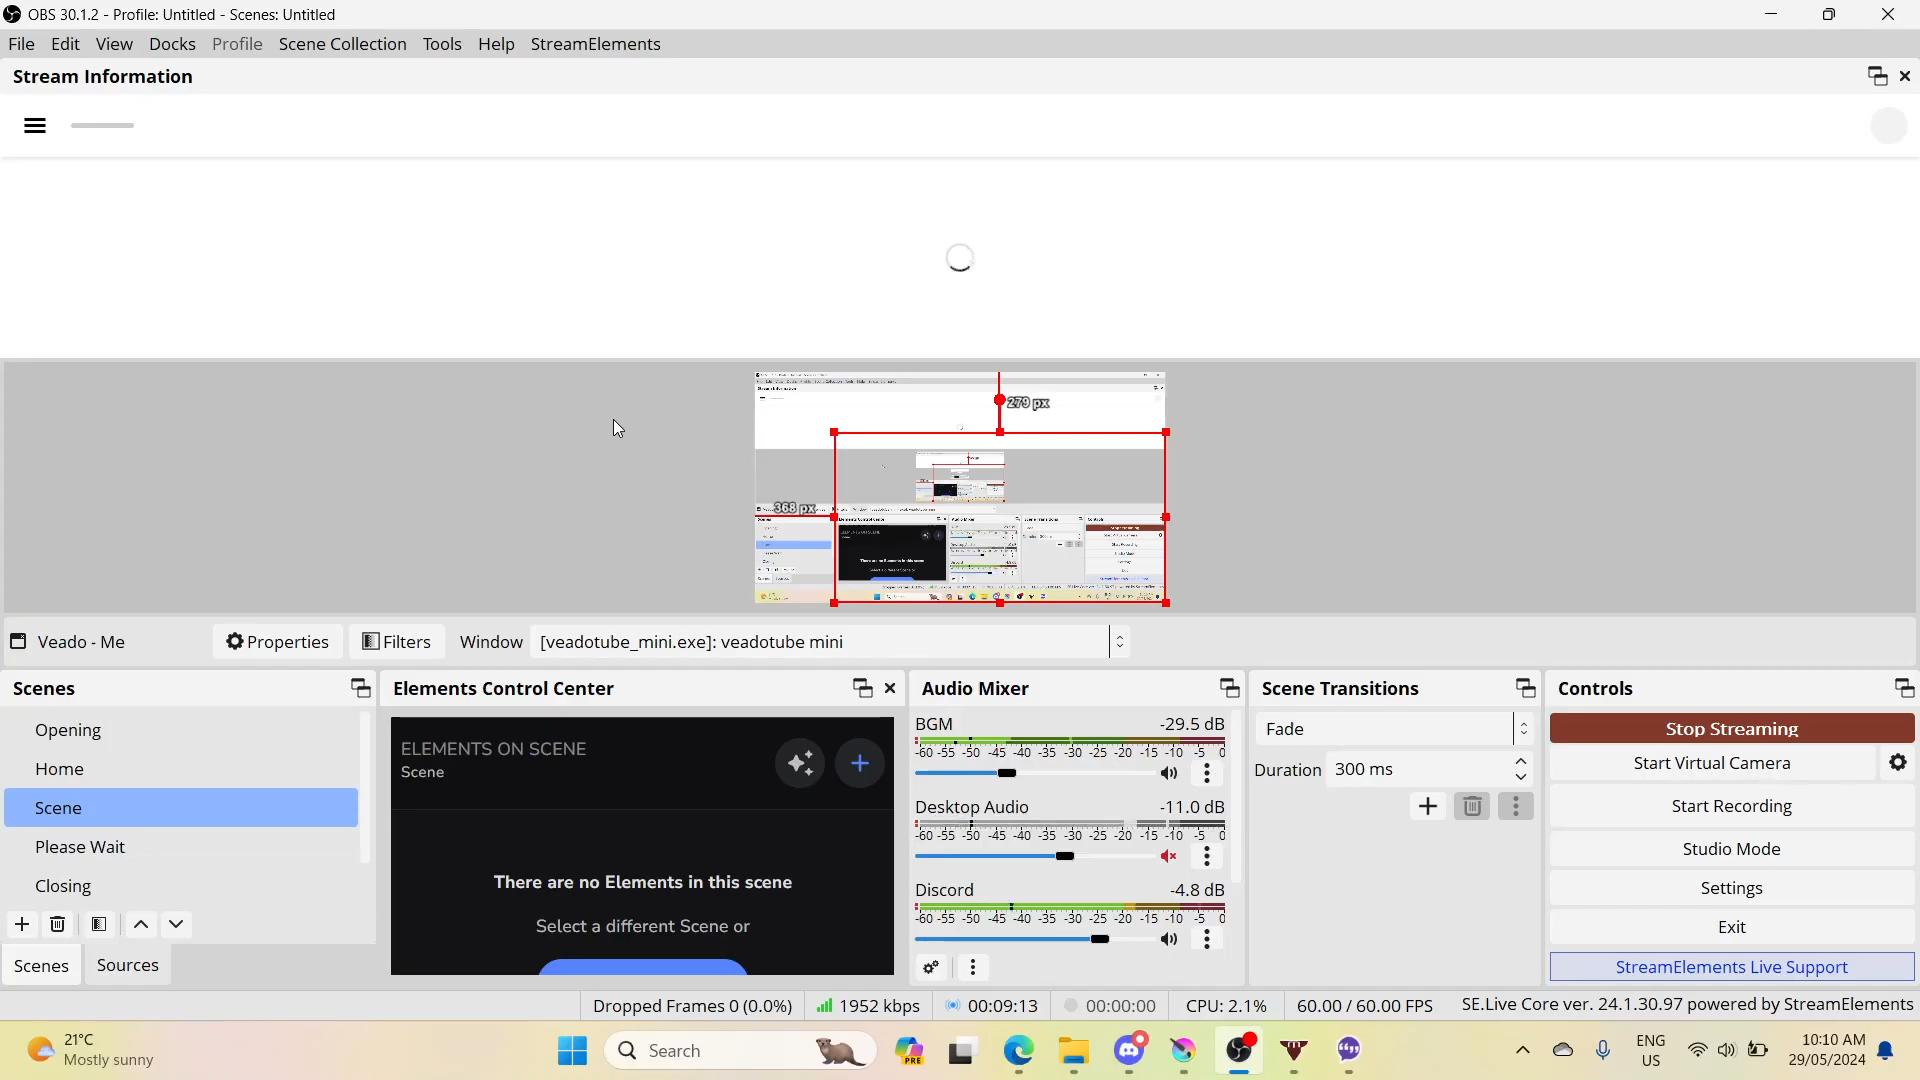 OBS 30.1.2 - Profile: Untitled - Scenes: Untitled
File Edit View Docks Profile Scene Collection Tools Help StreamElements
Stream Information
279 px
368 px
Veado - Me Properties Filters Window [veadotube_mini.exe]: veadotube mini
Scenes
Opening
Home
Scene
Please Wait
Closing
Scenes Sources
Elements Control Center
ELEMENTS ON SCENE
Scene
There are no Elements in this scene
Select a different Scene or
Audio Mixer
BGM -29.5 dB
-60 -55 -50 -45 -40 -35 -30 -25 -20 -15 -10 -5 0
Desktop Audio -11.0 dB
-60 -55 -50 -45 -40 -35 -30 -25 -20 -15 -10 -5 0
Discord -4.8 dB
-60 -55 -50 -45 -40 -35 -30 -25 -20 -15 -10 -5 0
Scene Transitions
Fade
Duration 300 ms
Controls
Stop Streaming
Start Virtual Camera
Start Recording
Studio Mode
Settings
Exit
StreamElements Live Support
Dropped Frames 0 (0.0%) 1952 kbps 00:09:13 00:00:00 CPU: 2.1% 60.00 / 60.00 FPS SE.Live Core ver. 24.1.30.97 powered by StreamElements
21°C
Mostly sunny
Search
PRE
ENG
US
10:10 AM
29/05/2024